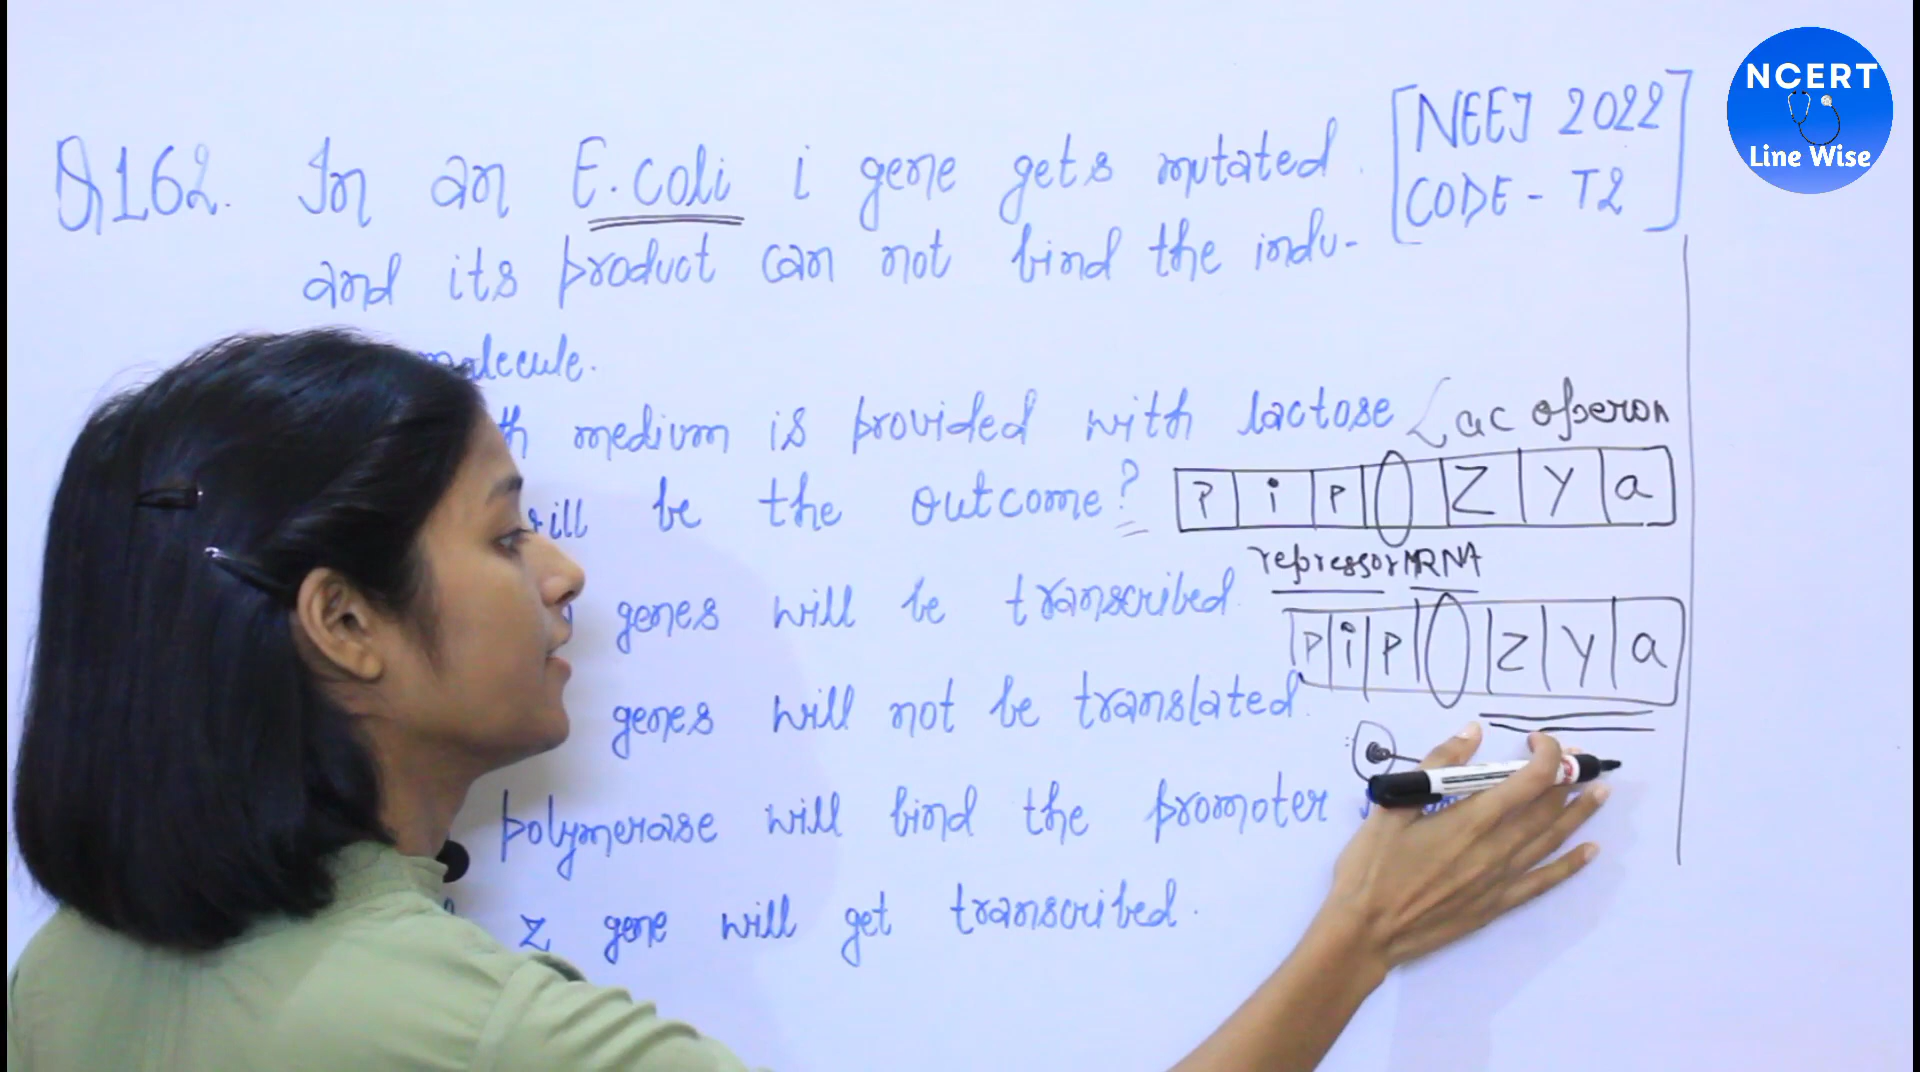 Q162. In an E.coli i gene gets mutated
and its product can not bind the indu-
molecule.
medium is provided with lactose
will be the outcome?
genes will be transcribed
genes will not be translated.
polymerase will bind the promoter
z gene will get transcribed.
[NEET 2022
CODE - T2]
NCERT
Line Wise
Lac operon
P i P O Z Y a
repressor mRNA
P i P O Z Y a